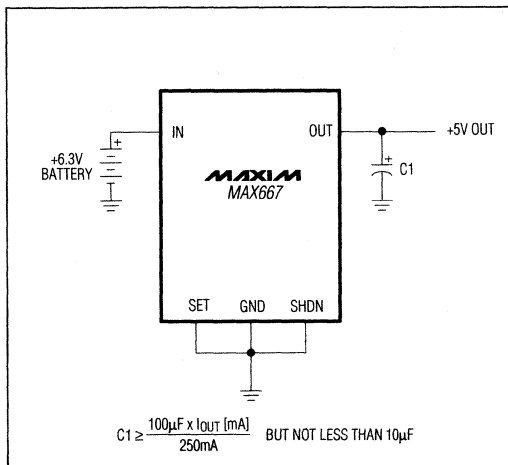 IN
OUT
+5V OUT
+
+
+6.3V
BATTERY
C1
MAXIM
MAX667
SET GND SHDN
C1 ≥ 100µF x IOUT [mA]
250mA
BUT NOT LESS THAN 10µF